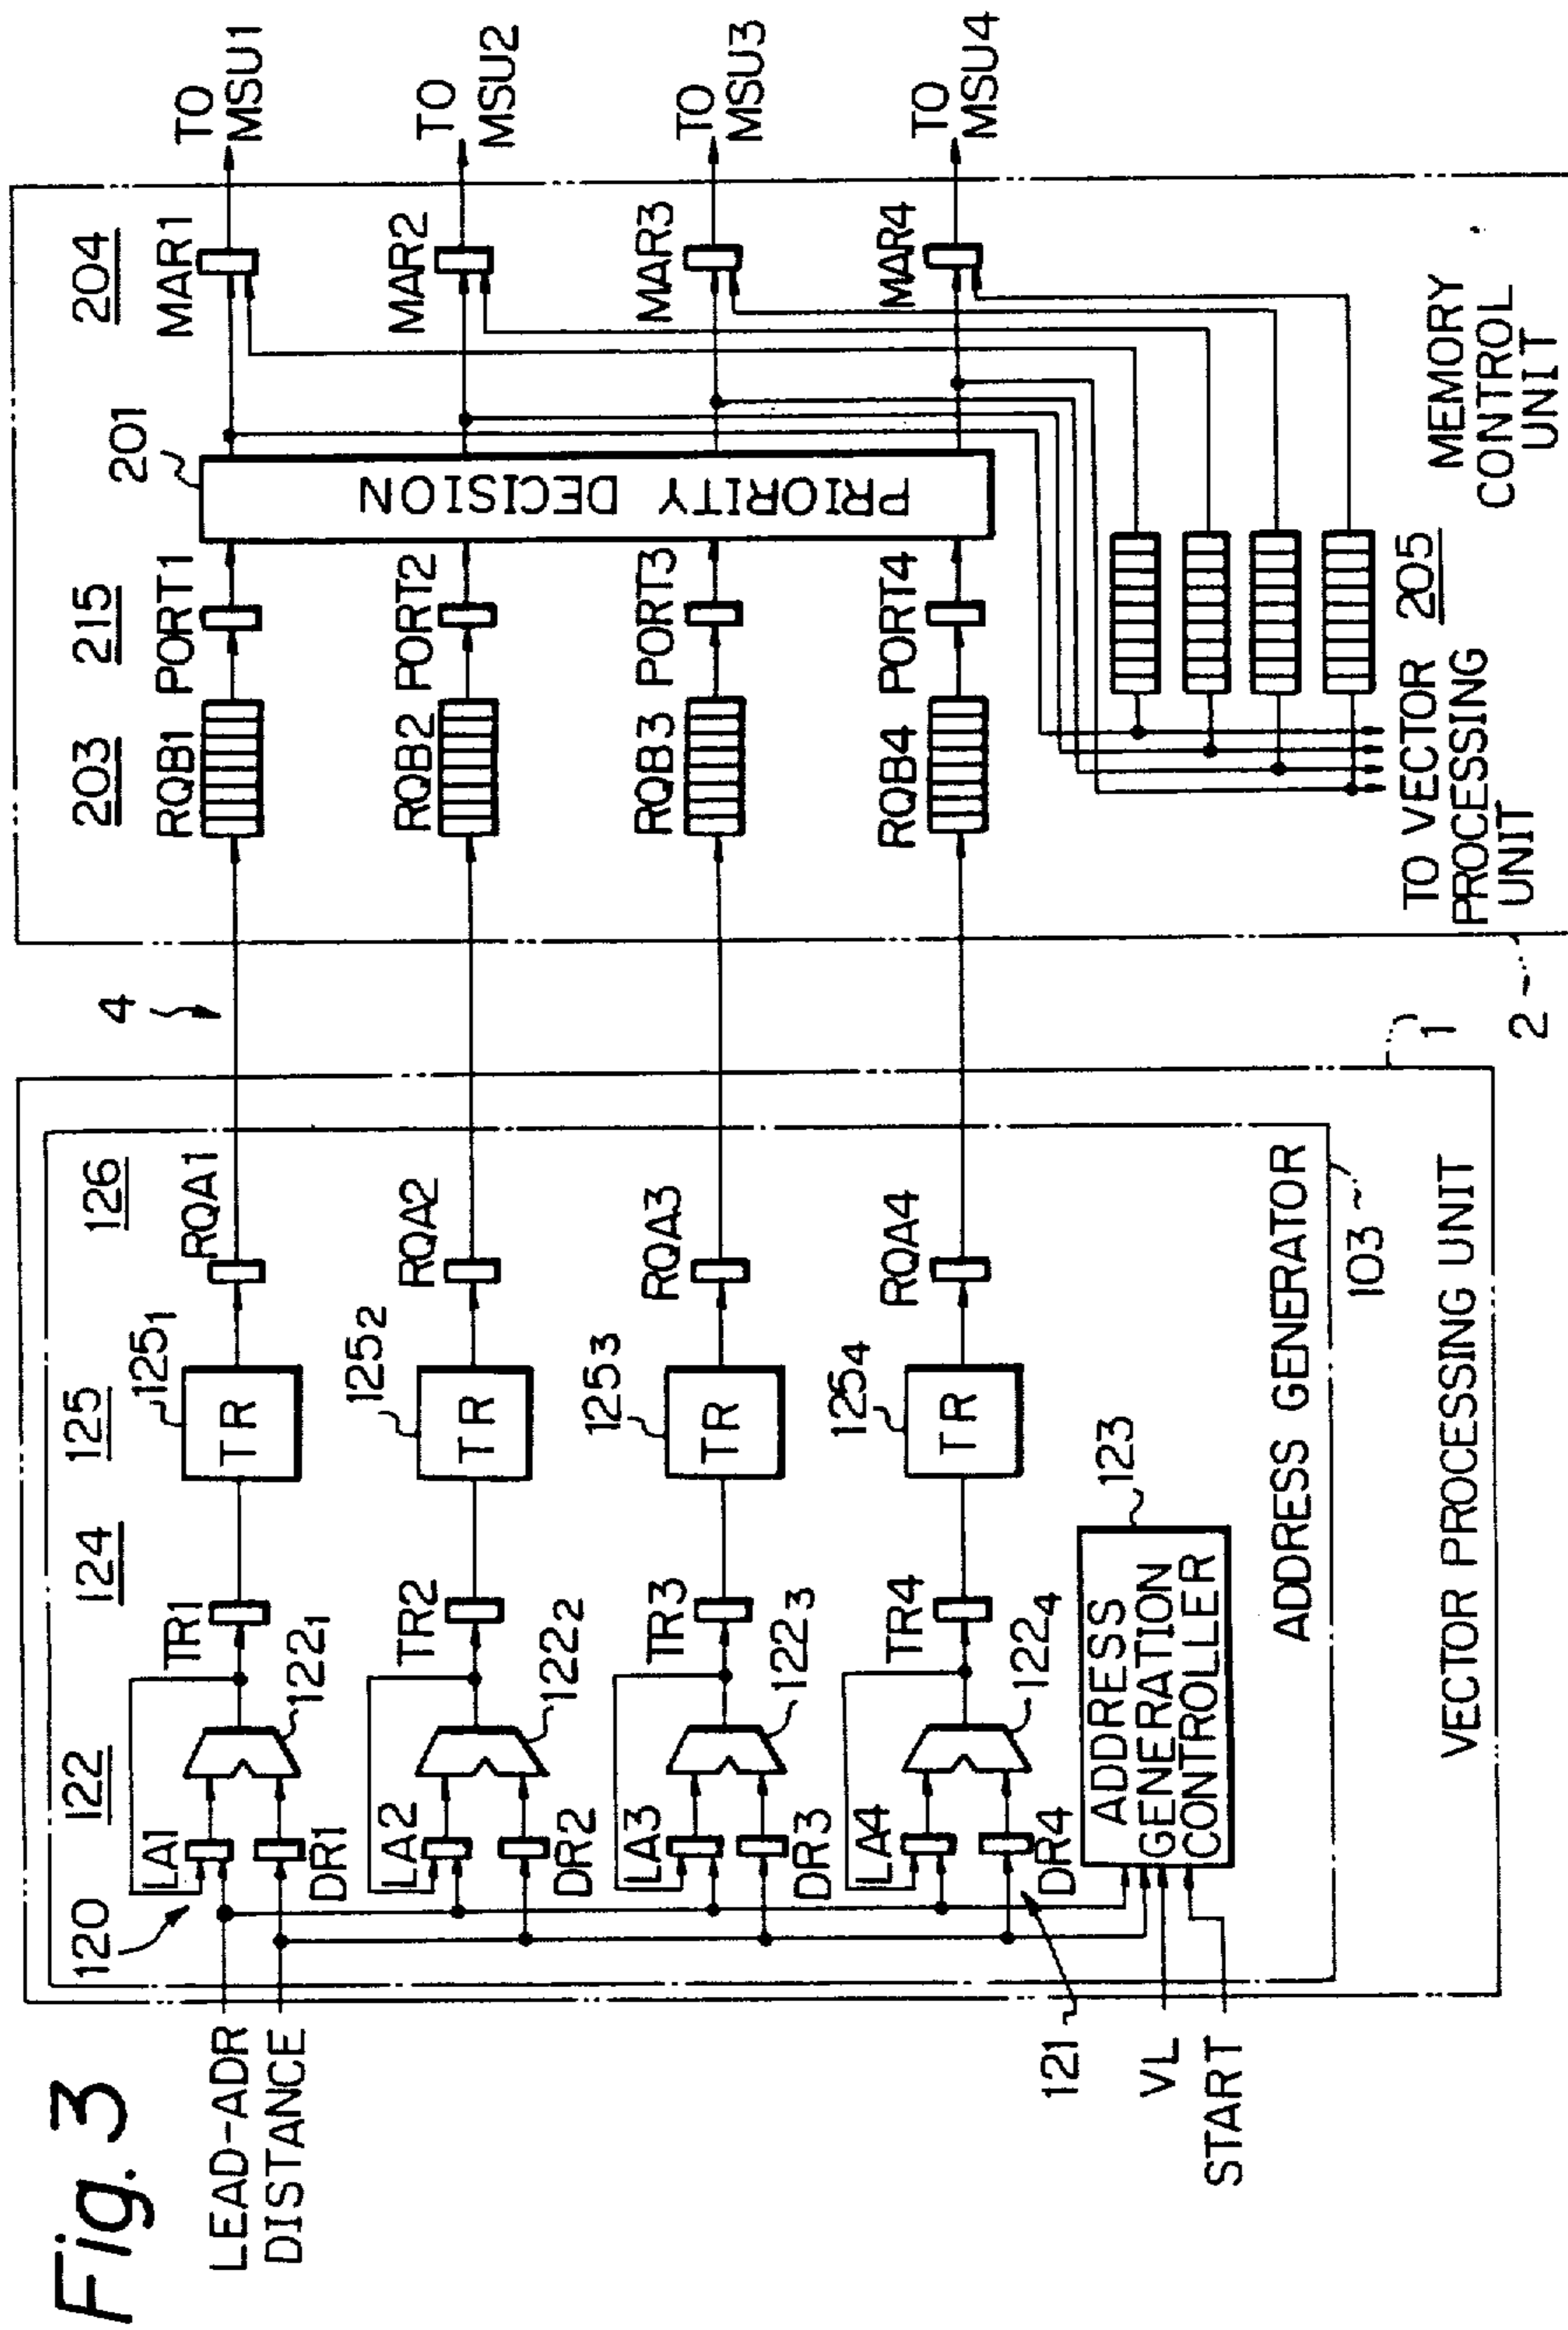 Fig. 3
LEAD-ADR
DISTANCE
120
122
124
125
126
4
203
215
201
204
LA1
DR1
122₁
TR1
125₁
TR
RQA1
RQB1
PORT1
MAR1
TO
MSU1
LA2
DR2
122₂
TR2
125₂
TR
RQA2
RQB2
PORT2
MAR2
TO
MSU2
LA3
DR3
122₃
TR3
125₃
TR
RQA3
RQB3
PORT3
MAR3
TO
MSU3
LA4
DR4
122₄
TR4
125₄
TR
RQA4
RQB4
PORT4
MAR4
TO
MSU4
PRIORITY DECISION
121
VL
START
ADDRESS
GENERATION
CONTROLLER
123
ADDRESS GENERATOR
103
VECTOR PROCESSING UNIT
1
2
205
TO VECTOR
PROCESSING
UNIT
MEMORY
CONTROL
UNIT